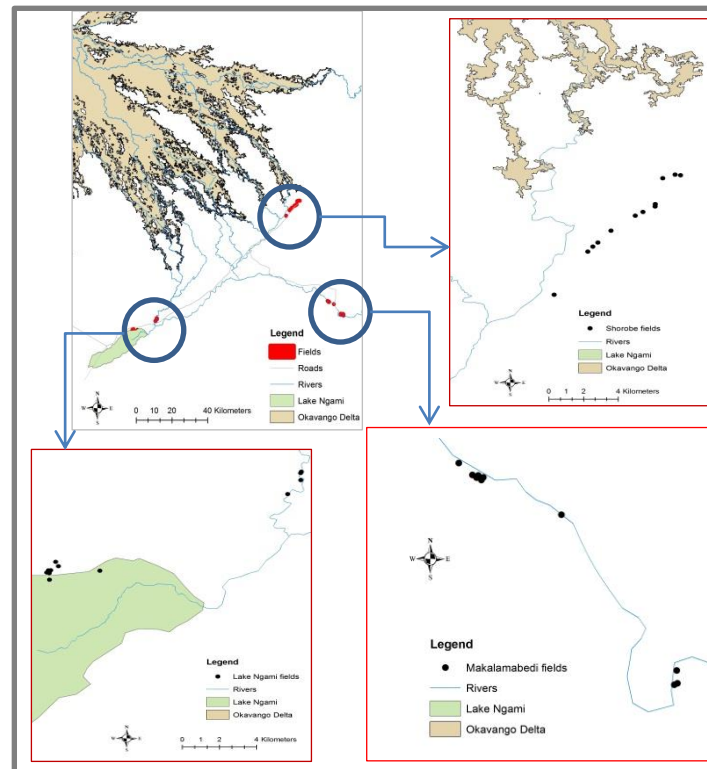 Legend
Fields
Roads
Rivers
Lake Ngami
Okavango Delta
N
W E
S
0 10 20 40 Kilometers
Legend
Shorobe fields
Rivers
Lake Ngami
Okavango Delta
N
W E
S
0 1 2 4 Kilometers
Legend
Lake Ngami fields
Rivers
Lake Ngami
Okavango Delta
N
W E
S
0 1 2 4 Kilometers
N
W E
S
Legend
Makalamabedi fields
Rivers
Lake Ngami
Okavango Delta